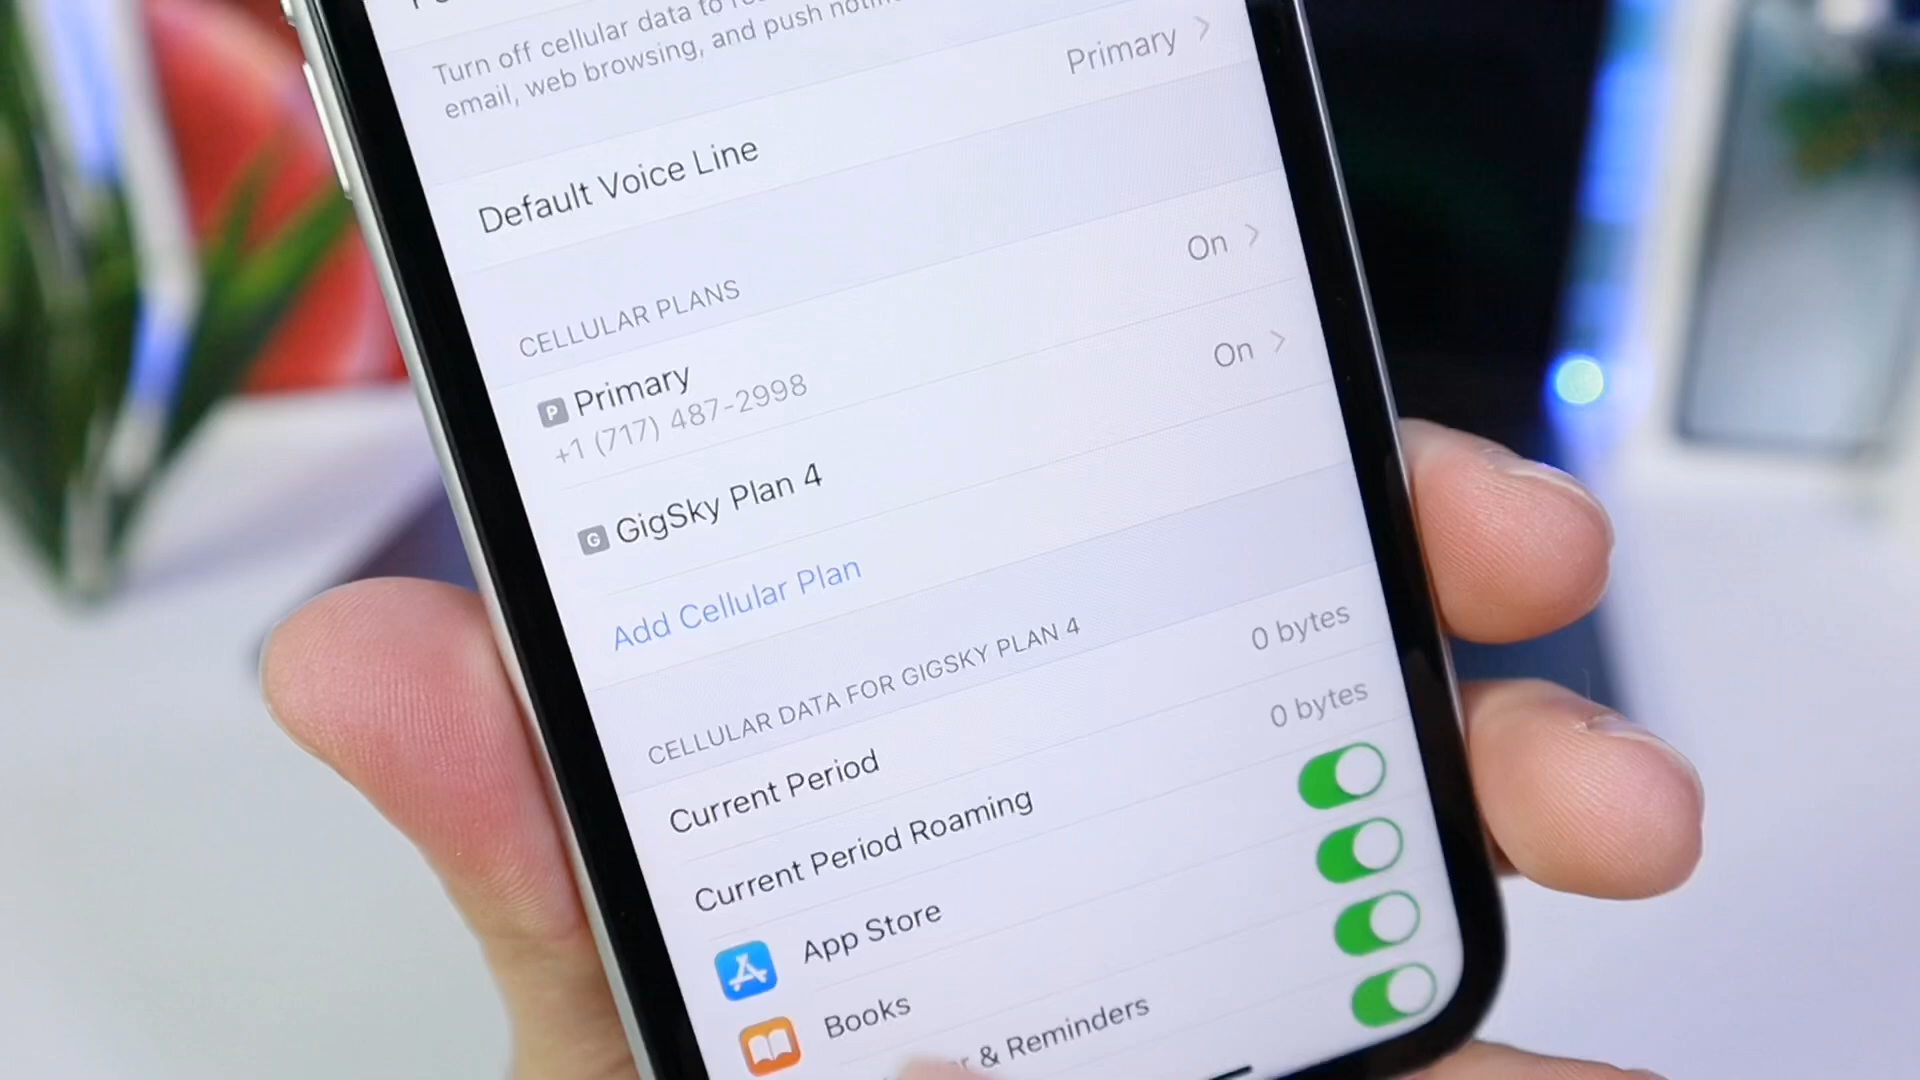 Turn off cellular data to
email, web browsing, and push
Default Voice Line Primary
CELLULAR PLANS
P Primary On
+1 (717) 487-2998
G GigSky Plan 4 On
Add Cellular Plan
CELLULAR DATA FOR GIGSKY PLAN 4
Current Period 0 bytes
Current Period Roaming 0 bytes
App Store
Books
& Reminders